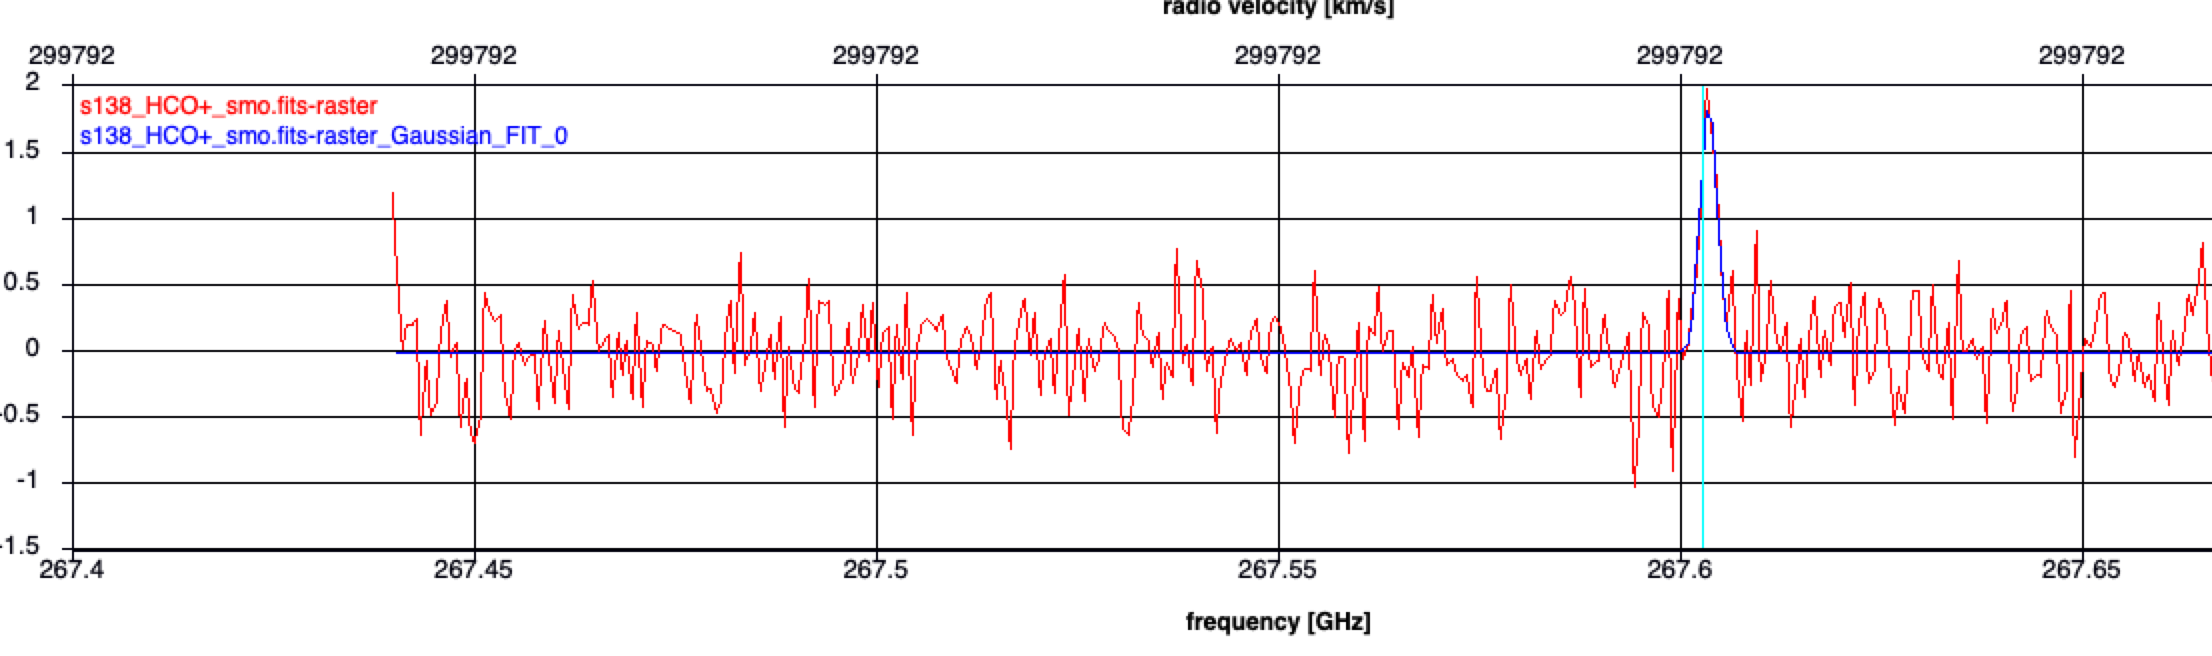 radio velocity [km/s]
299792 299792 299792 299792 299792 299792
2
s138_HCO+_smo.fits-raster
s138_HCO+_smo.fits-raster_Gaussian_FIT_0
1.5
1
0.5
0
-0.5
-1
-1.5
267.4 267.45 267.5 267.55 267.6 267.65
frequency [GHz]